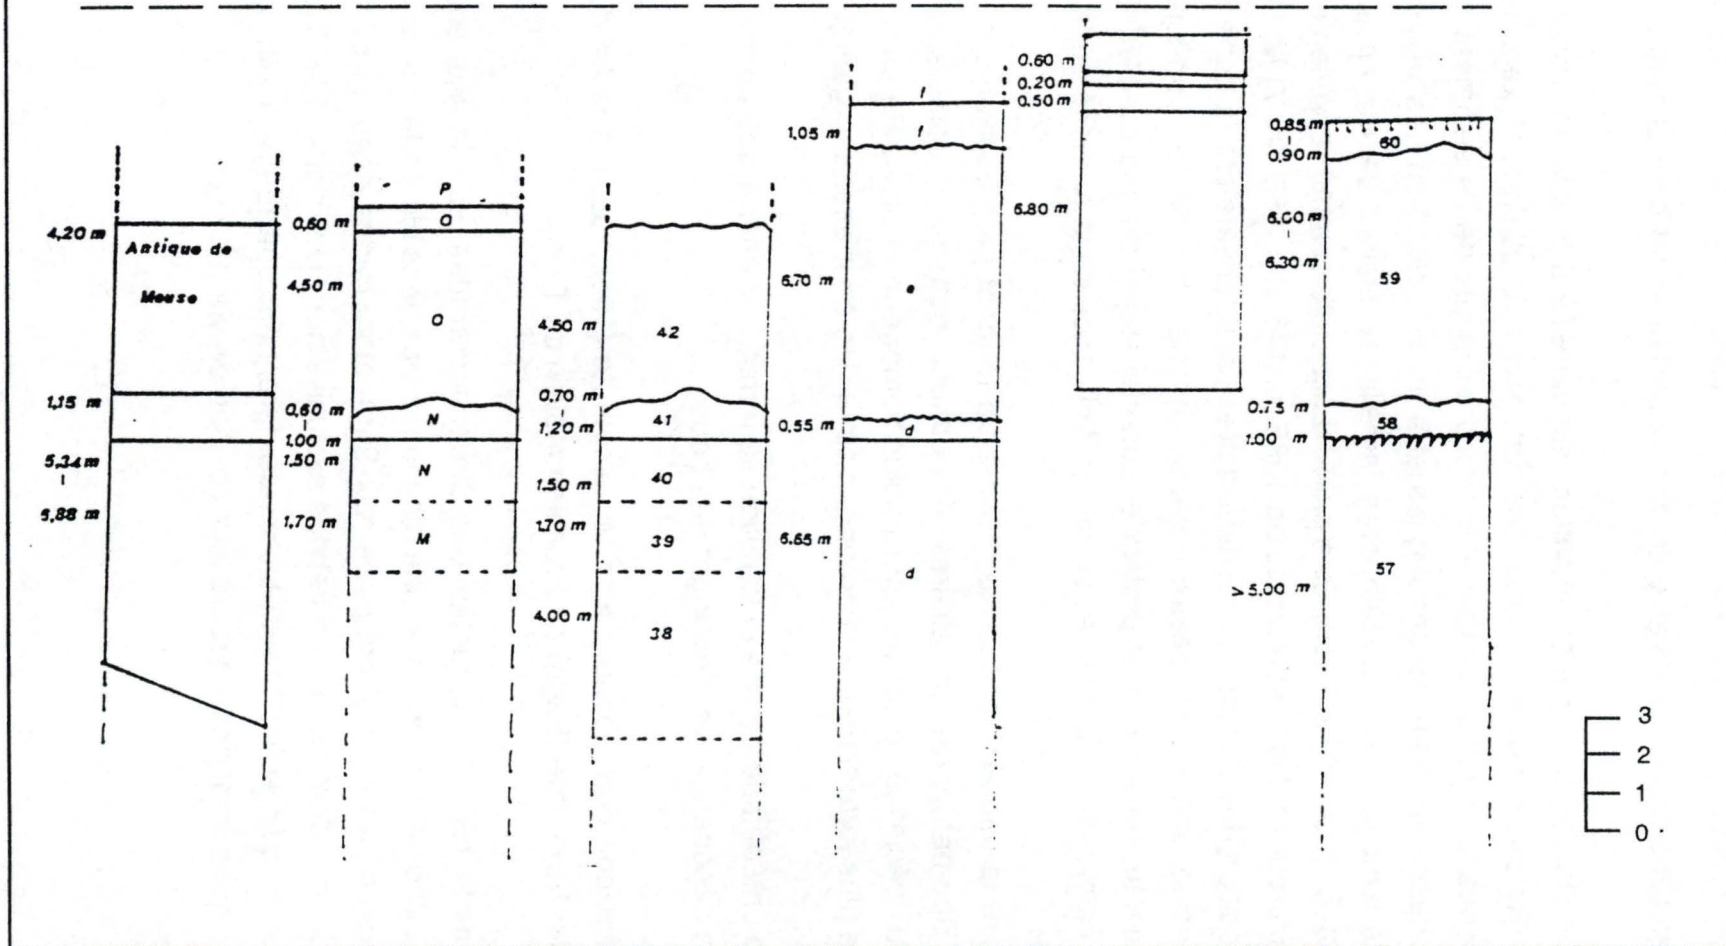 4,20 m
Antique de
Meuse
1,15 m
5,34 m
5,88 m
P
0,60 m
O
4,50 m
O
0,60 m
N
1,00 m
1,50 m
N
1,70 m
M
4,50 m
42
0,70 m
41
1,20 m
1,50 m
40
1,70 m
39
4,00 m
38
f
1,05 m
f
6,70 m
e
0,55 m
d
6,65 m
d
0.60 m
0.20 m
0.50 m
6.80 m
0,85 m
60
0,90 m
6,00 m
6,30 m
59
0,75 m
58
1,00 m
57
> 5,00 m
3
2
1
0